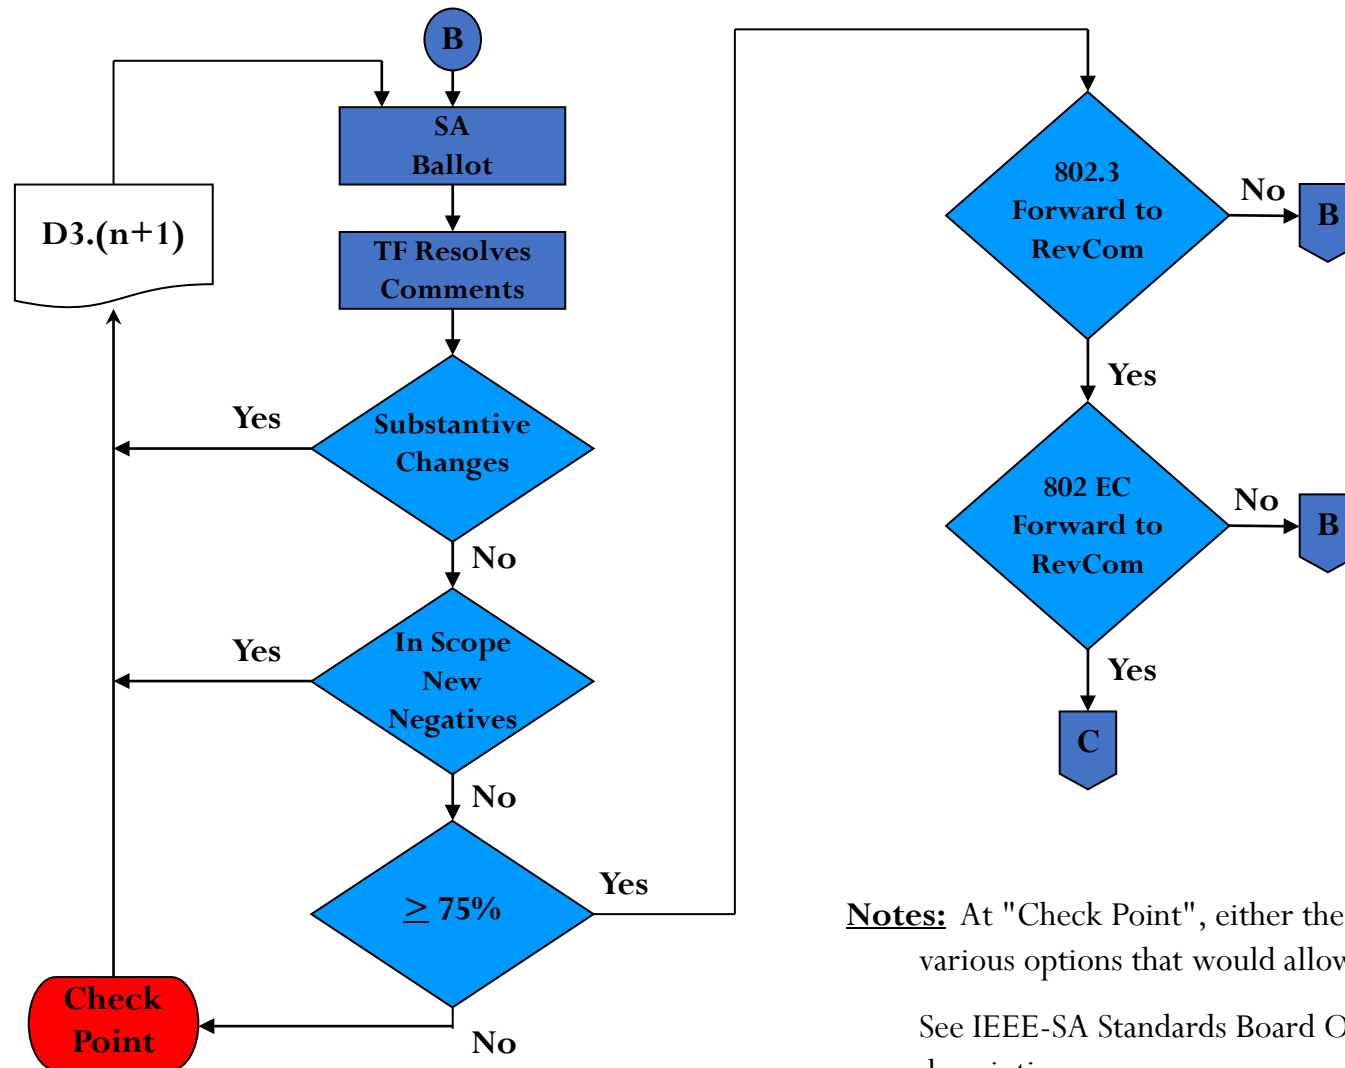 B
SA
Ballot
D3.(n+1)
TF Resolves
Comments
Yes
Substantive
Changes
No
Yes
In Scope
New
Negatives
No
≥ 75%
Yes
Check
Point
No
802.3
Forward to
RevCom
No
B
Yes
802 EC
Forward to
RevCom
No
B
Yes
C
Notes: At "Check Point", either the
various options that would allow
See IEEE-SA Standards Board O